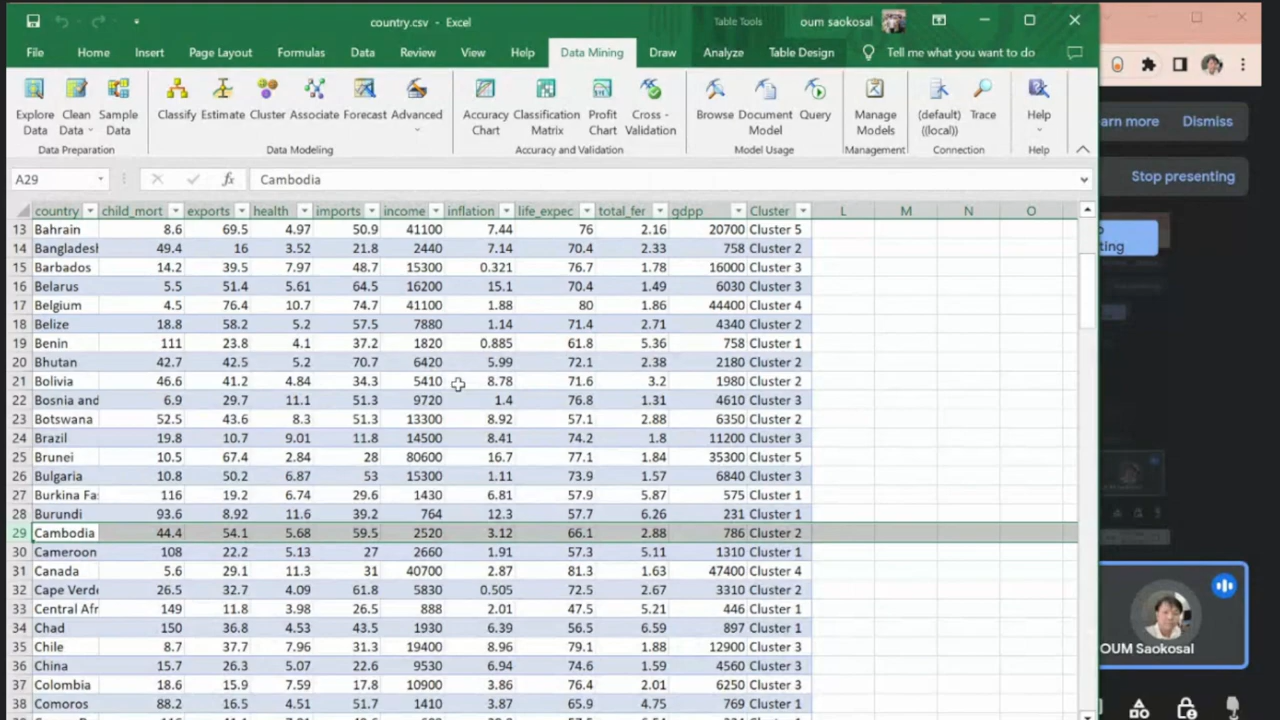 country.csv - Excel
Table Tools
oum saokosal
File Home Insert Page Layout Formulas Data Review View Help Data Mining Draw Analyze Table Design Tell me what you want to do
Explore Data Clean Data Sample Data Classify Estimate Cluster Associate Forecast Advanced Accuracy Chart Classification Matrix Profit Chart Cross - Validation Browse Document Model Query Manage Models (default) ((local)) Trace Help
Data Preparation Data Modeling Accuracy and Validation Model Usage Management Connection Help
A29 fx Cambodia
country child_mort exports health imports income inflation life_expec total_fer gdpp Cluster L M N O
13 Bahrain 8.6 69.5 4.97 50.9 41100 7.44 76 2.16 20700 Cluster 5
14 Bangladesh 49.4 16 3.52 21.8 2440 7.14 70.4 2.33 758 Cluster 2
15 Barbados 14.2 39.5 7.97 48.7 15300 0.321 76.7 1.78 16000 Cluster 3
16 Belarus 5.5 51.4 5.61 64.5 16200 15.1 70.4 1.49 6030 Cluster 3
17 Belgium 4.5 76.4 10.7 74.7 41100 1.88 80 1.86 44400 Cluster 4
18 Belize 18.8 58.2 5.2 57.5 7880 1.14 71.4 2.71 4340 Cluster 2
19 Benin 111 23.8 4.1 37.2 1820 0.885 61.8 5.36 758 Cluster 1
20 Bhutan 42.7 42.5 5.2 70.7 6420 5.99 72.1 2.38 2180 Cluster 2
21 Bolivia 46.6 41.2 4.84 34.3 5410 8.78 71.6 3.2 1980 Cluster 2
22 Bosnia and 6.9 29.7 11.1 51.3 9720 1.4 76.8 1.31 4610 Cluster 3
23 Botswana 52.5 43.6 8.3 51.3 13300 8.92 57.1 2.88 6350 Cluster 2
24 Brazil 19.8 10.7 9.01 11.8 14500 8.41 74.2 1.8 11200 Cluster 3
25 Brunei 10.5 67.4 2.84 28 80600 16.7 77.1 1.84 35300 Cluster 5
26 Bulgaria 10.8 50.2 6.87 53 15300 1.11 73.9 1.57 6840 Cluster 3
27 Burkina Fa 116 19.2 6.74 29.6 1430 6.81 57.9 5.87 575 Cluster 1
28 Burundi 93.6 8.92 11.6 39.2 764 12.3 57.7 6.26 231 Cluster 1
29 Cambodia 44.4 54.1 5.68 59.5 2520 3.12 66.1 2.88 786 Cluster 2
30 Cameroon 108 22.2 5.13 27 2660 1.91 57.3 5.11 1310 Cluster 1
31 Canada 5.6 29.1 11.3 31 40700 2.87 81.3 1.63 47400 Cluster 4
32 Cape Verd 26.5 32.7 4.09 61.8 5830 0.505 72.5 2.67 3310 Cluster 2
33 Central Afr 149 11.8 3.98 26.5 888 2.01 47.5 5.21 446 Cluster 1
34 Chad 150 36.8 4.53 43.5 1930 6.39 56.5 6.59 897 Cluster 1
35 Chile 8.7 37.7 7.96 31.3 19400 8.96 79.1 1.88 12900 Cluster 3
36 China 15.7 26.3 5.07 22.6 9530 6.94 74.6 1.59 4560 Cluster 3
37 Colombia 18.6 15.9 7.59 17.8 10900 3.86 76.4 2.01 6250 Cluster 3
38 Comoros 88.2 16.5 4.51 51.7 1410 3.87 65.9 4.75 769 Cluster 1
arn more Dismiss
Stop presenting
ting
OUM Saokosal